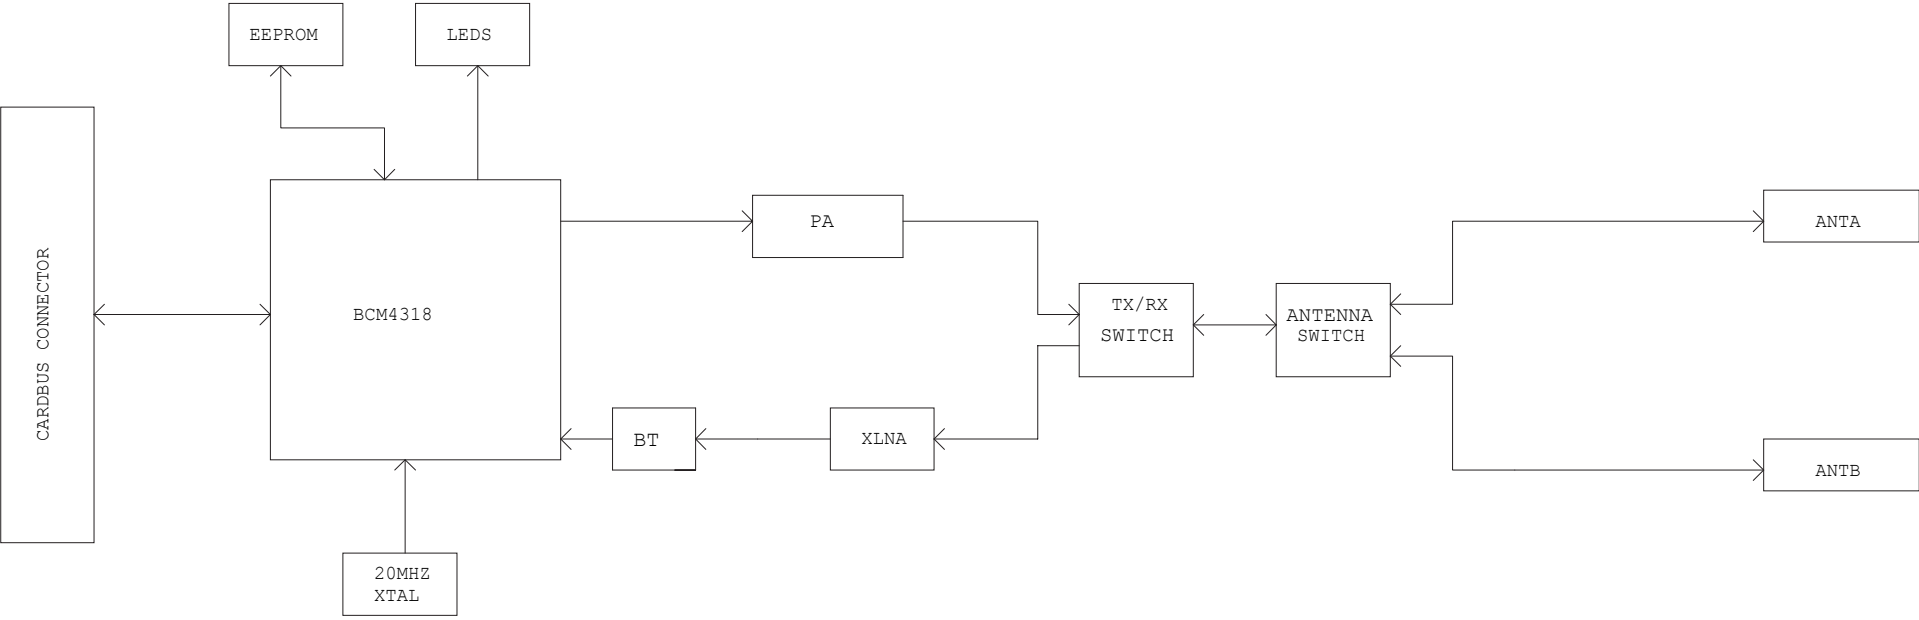 EEPROM
LEDS
CARDBUS CONNECTOR
BCM4318
PA
TX/RX
SWITCH
ANTENNA
SWITCH
ANTA
BT
XLNA
ANTB
20MHZ
XTAL